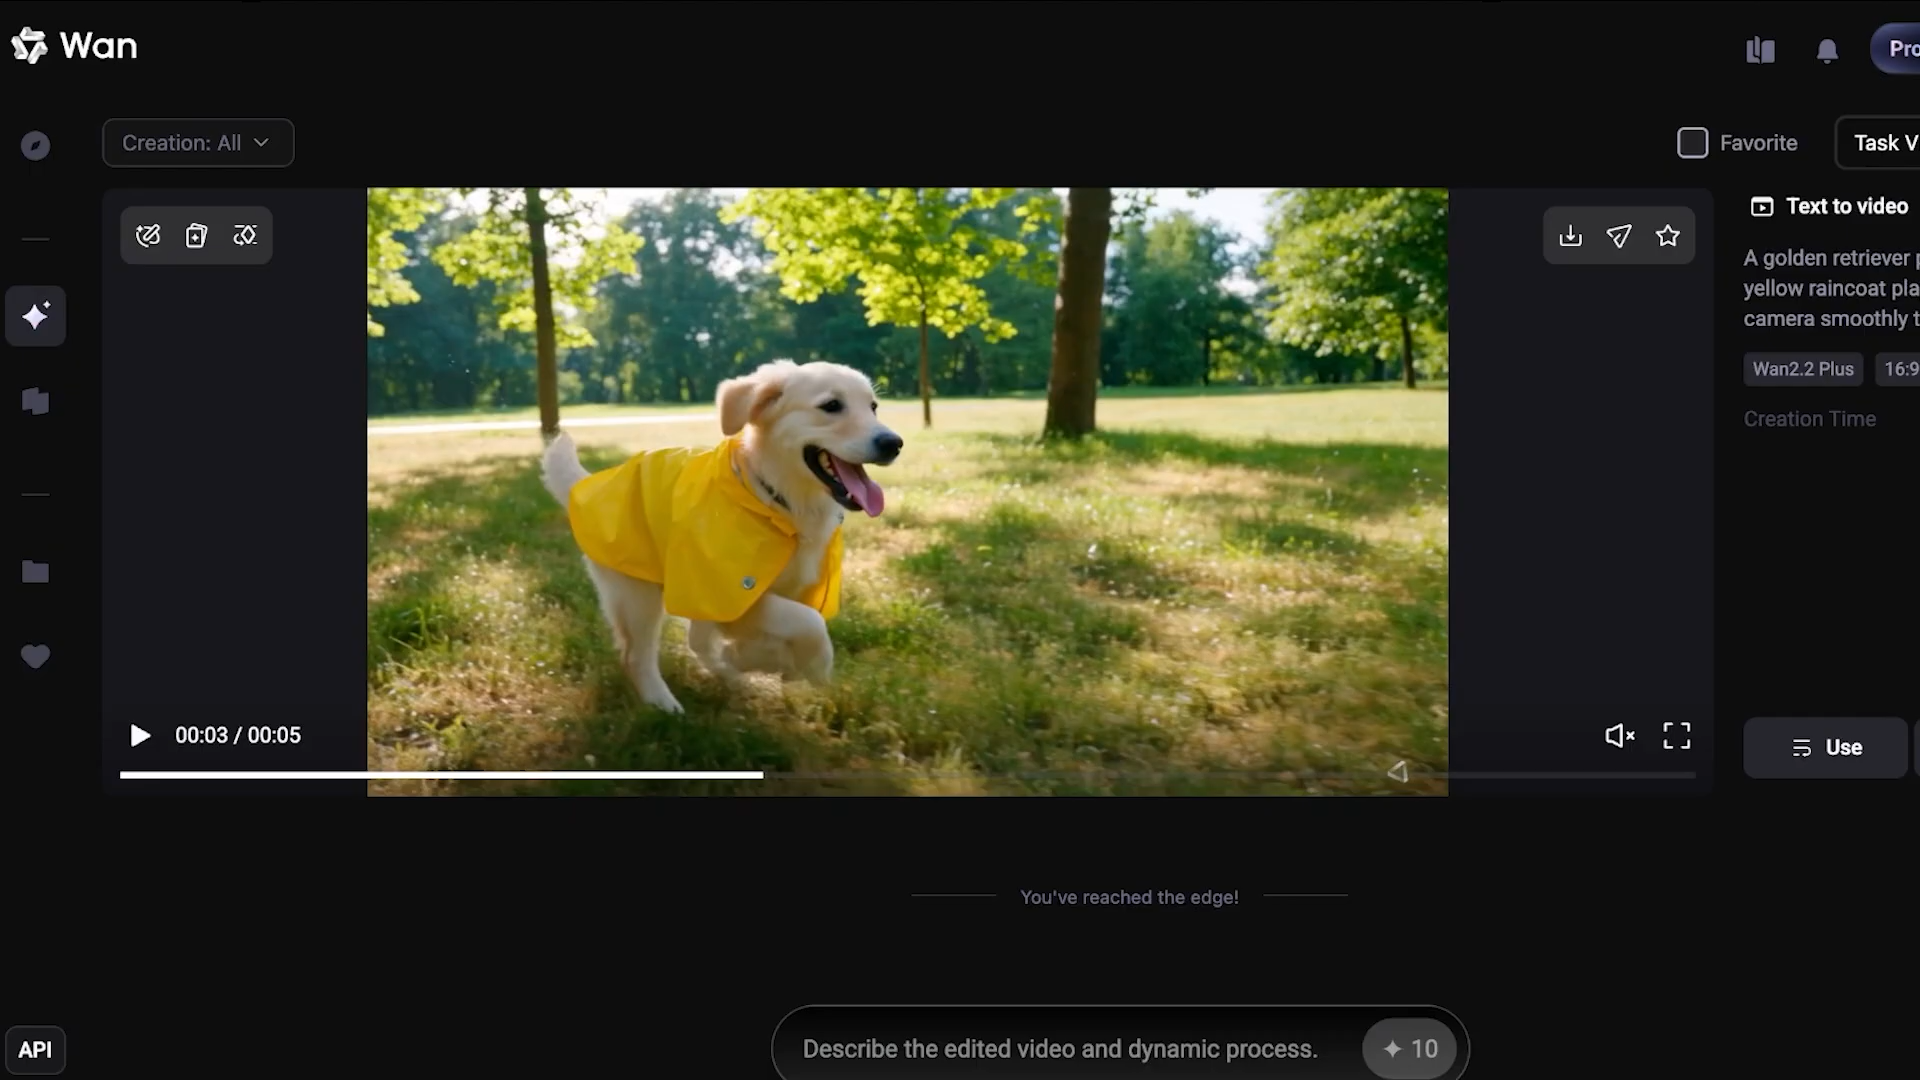 Wan
Pro
Creation: All
Favorite
Task V
Text to video
A golden retriever p
yellow raincoat pla
camera smoothly t
Wan2.2 Plus
16:9
Creation Time
00:03 / 00:05
Use
You've reached the edge!
Describe the edited video and dynamic process.
10
API